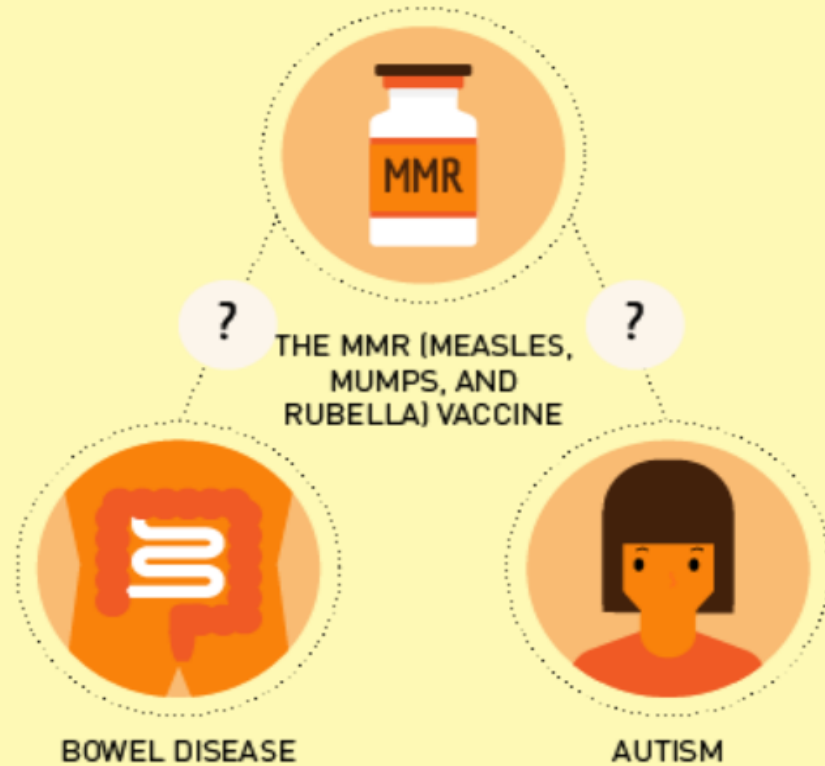 MMR
?
?
THE MMR (MEASLES,
MUMPS, AND
RUBELLA) VACCINE
BOWEL DISEASE
AUTISM